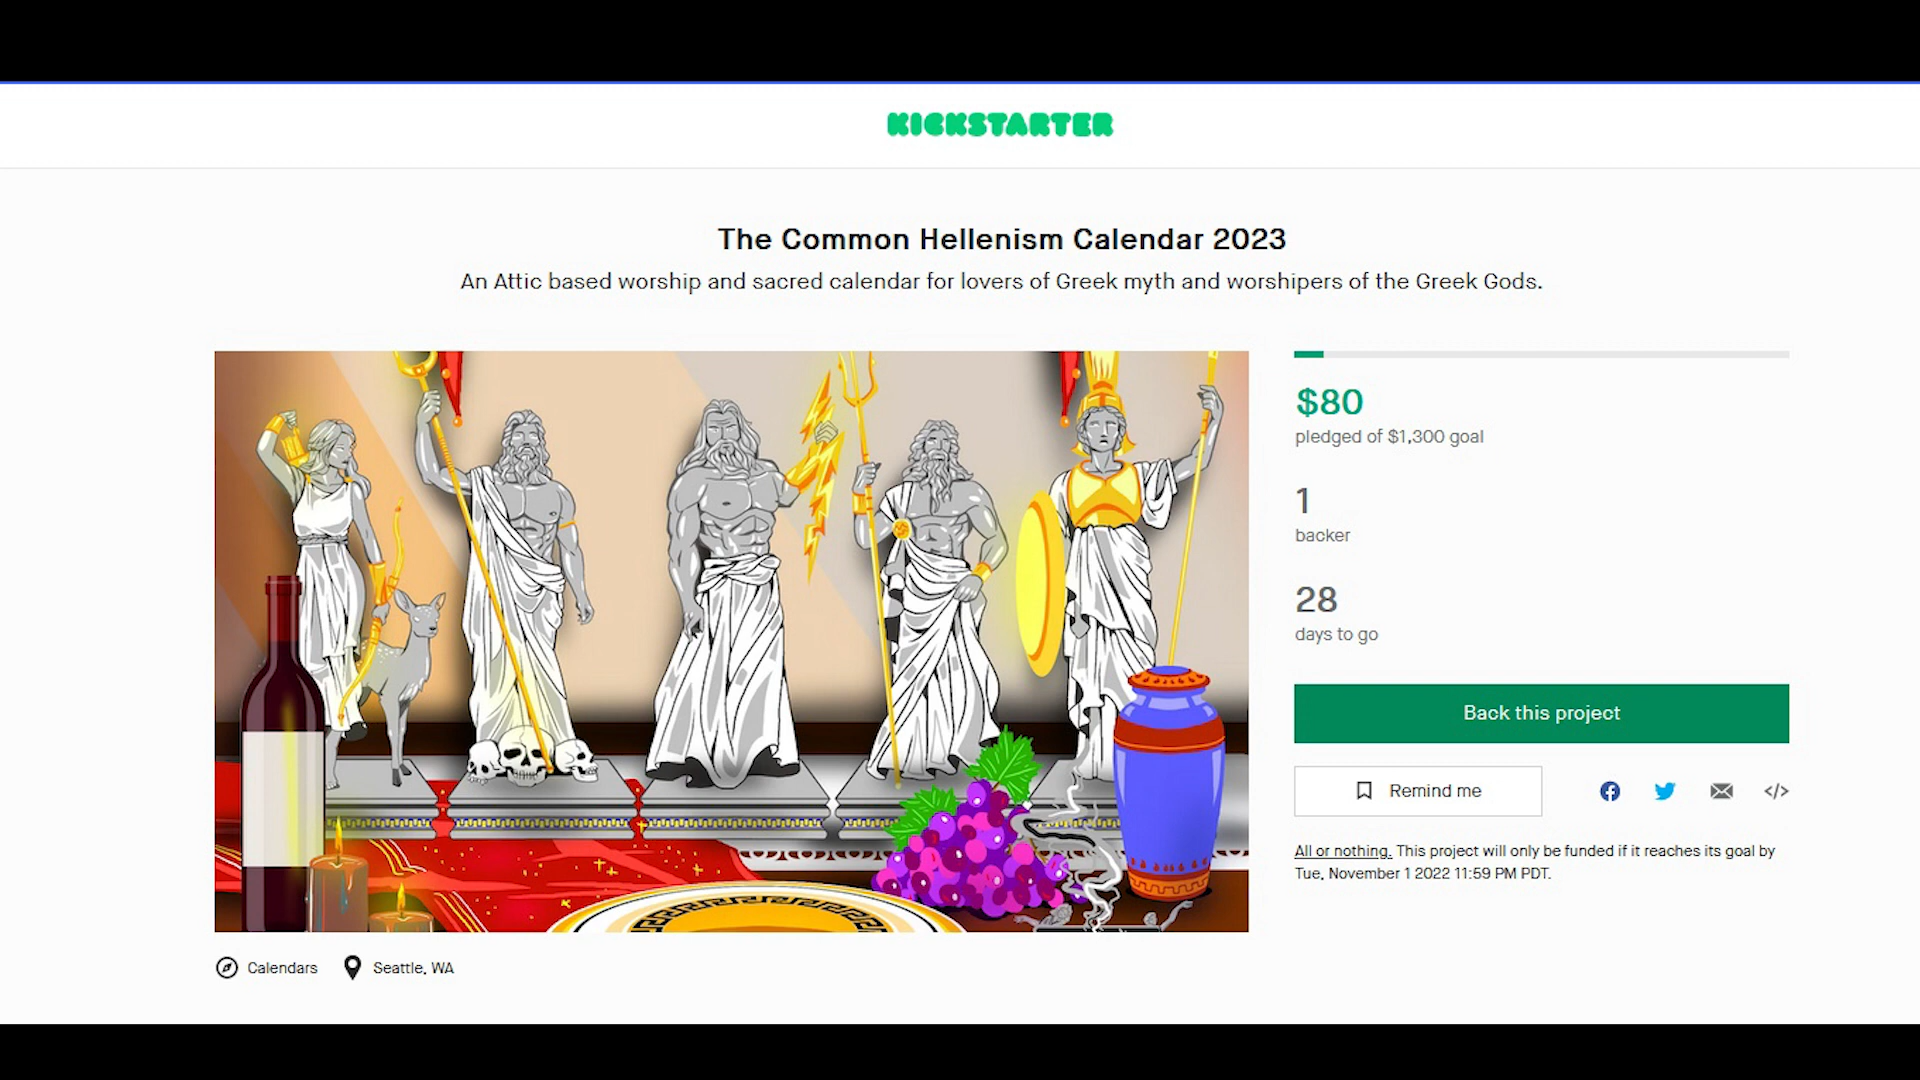 KICKSTARTER
The Common Hellenism Calendar 2023
An Attic based worship and sacred calendar for lovers of Greek myth and worshipers of the Greek Gods.
$80
pledged of $1,300 goal
1
backer
28
days to go
Back this project
Remind me
All or nothing. This project will only be funded if it reaches its goal by
Tue, November 1 2022 11:59 PM PDT.
Calendars
Seattle, WA